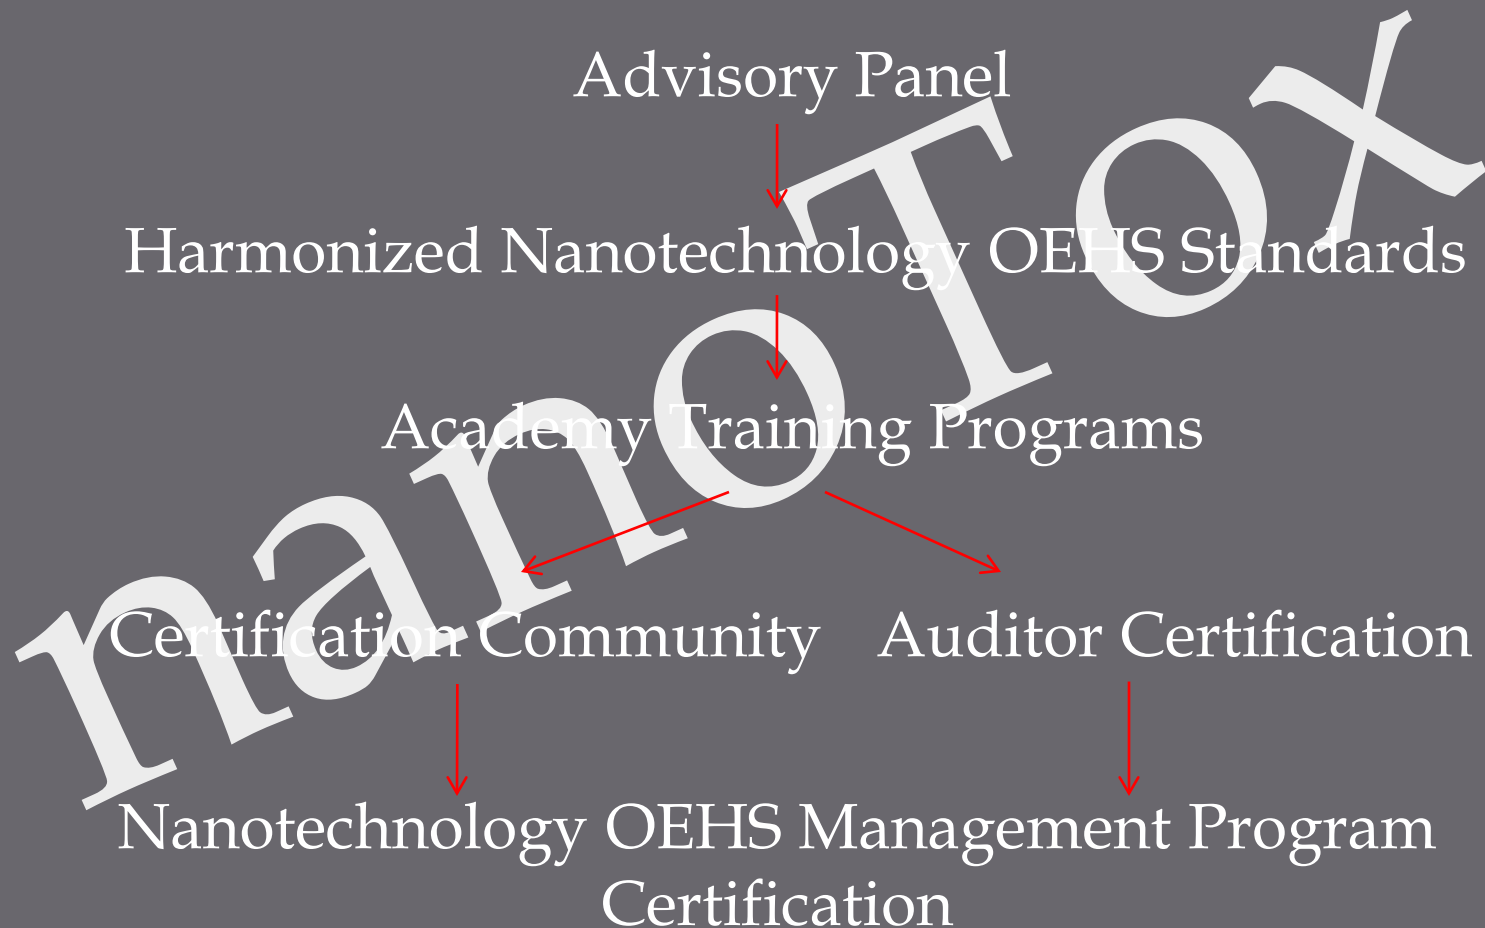 Advisory Panel
Harmonized Nanotechnology OEHS Standards
Academy Training Programs
Certification Community
Auditor Certification
Nanotechnology OEHS Management Program
Certification
nanoTox